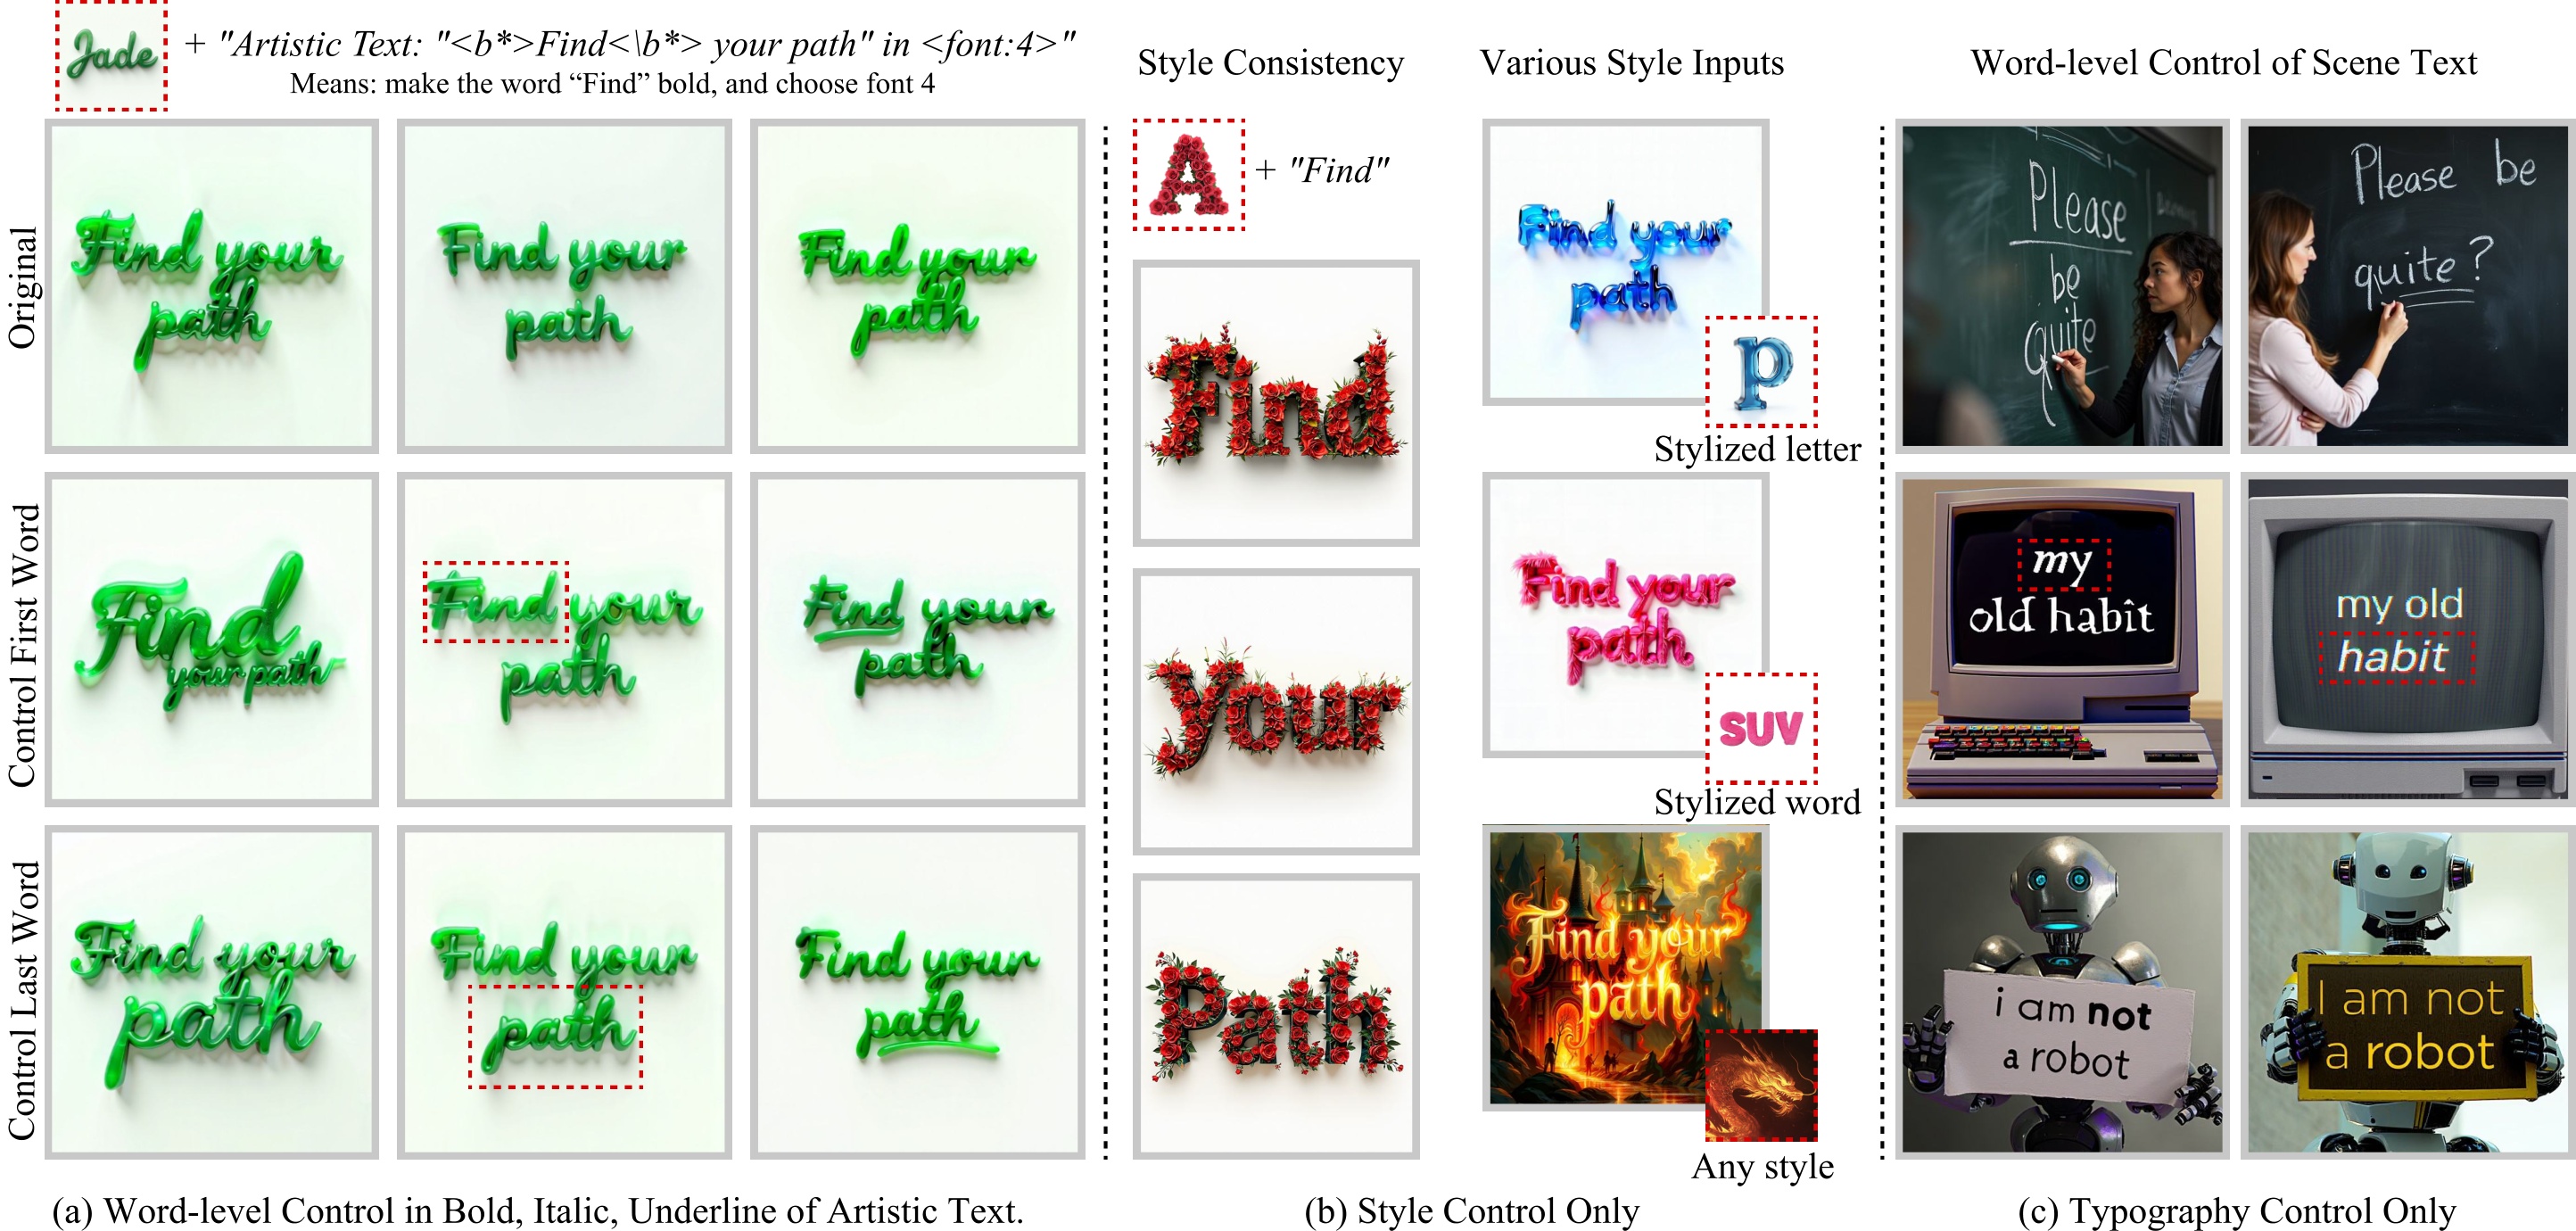 Jade + "Artistic Text: "<b*>Find<\b*> your path" in <font:4>"
Means: make the word “Find” bold, and choose font 4
Original
Find your
path
Find your
path
Find your
path
Control First Word
Find
your path
Find your
path
Find your
path
Control Last Word
Find your
path
Find your
path
Find your
path
(a) Word-level Control in Bold, Italic, Underline of Artistic Text.
Style Consistency
A + "Find"
Find
your
Path
Various Style Inputs
Find your
path
p
Stylized letter
Find your
path
SUV
Stylized word
Find your
path
Any style
(b) Style Control Only
Word-level Control of Scene Text
Please
be
Quite
Please be
quite?
my
old habit
my old
habit
i am not
a robot
I am not
a robot
(c) Typography Control Only